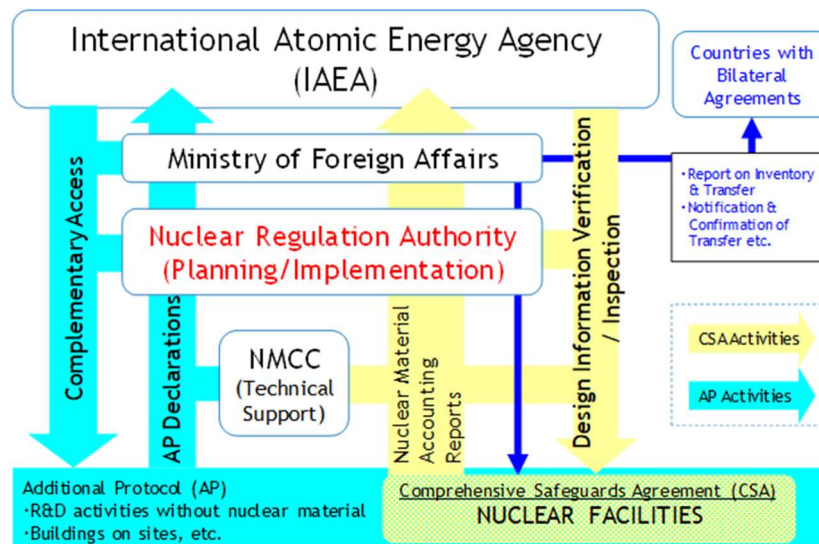 International Atomic Energy Agency
(IAEA)
Countries with
Bilateral
Agreements
Ministry of Foreign Affairs
・Report on Inventory
& Transfer
・Notification &
Confirmation of
Transfer etc.
Nuclear Regulation Authority
(Planning/Implementation)
Complementary Access
AP Declarations
NMCC
(Technical
Support)
Nuclear Material
Accounting
Reports
Design Information Verification
/ Inspection
CSA Activities
AP Activities
Additional Protocol (AP)
・R&D activities without nuclear material
・Buildings on sites, etc.
Comprehensive Safeguards Agreement (CSA)
NUCLEAR FACILITIES